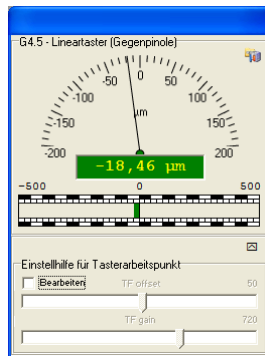 G4.5 - Lineartaster (Gegenpinole)
-50 0 50
-100 100
µm
-150 150
-200 200
-18,46 µm
-500 0 500
Einstellhilfe für Tasterarbeitspunkt
Bearbeiten TF offset 50
TF gain 720